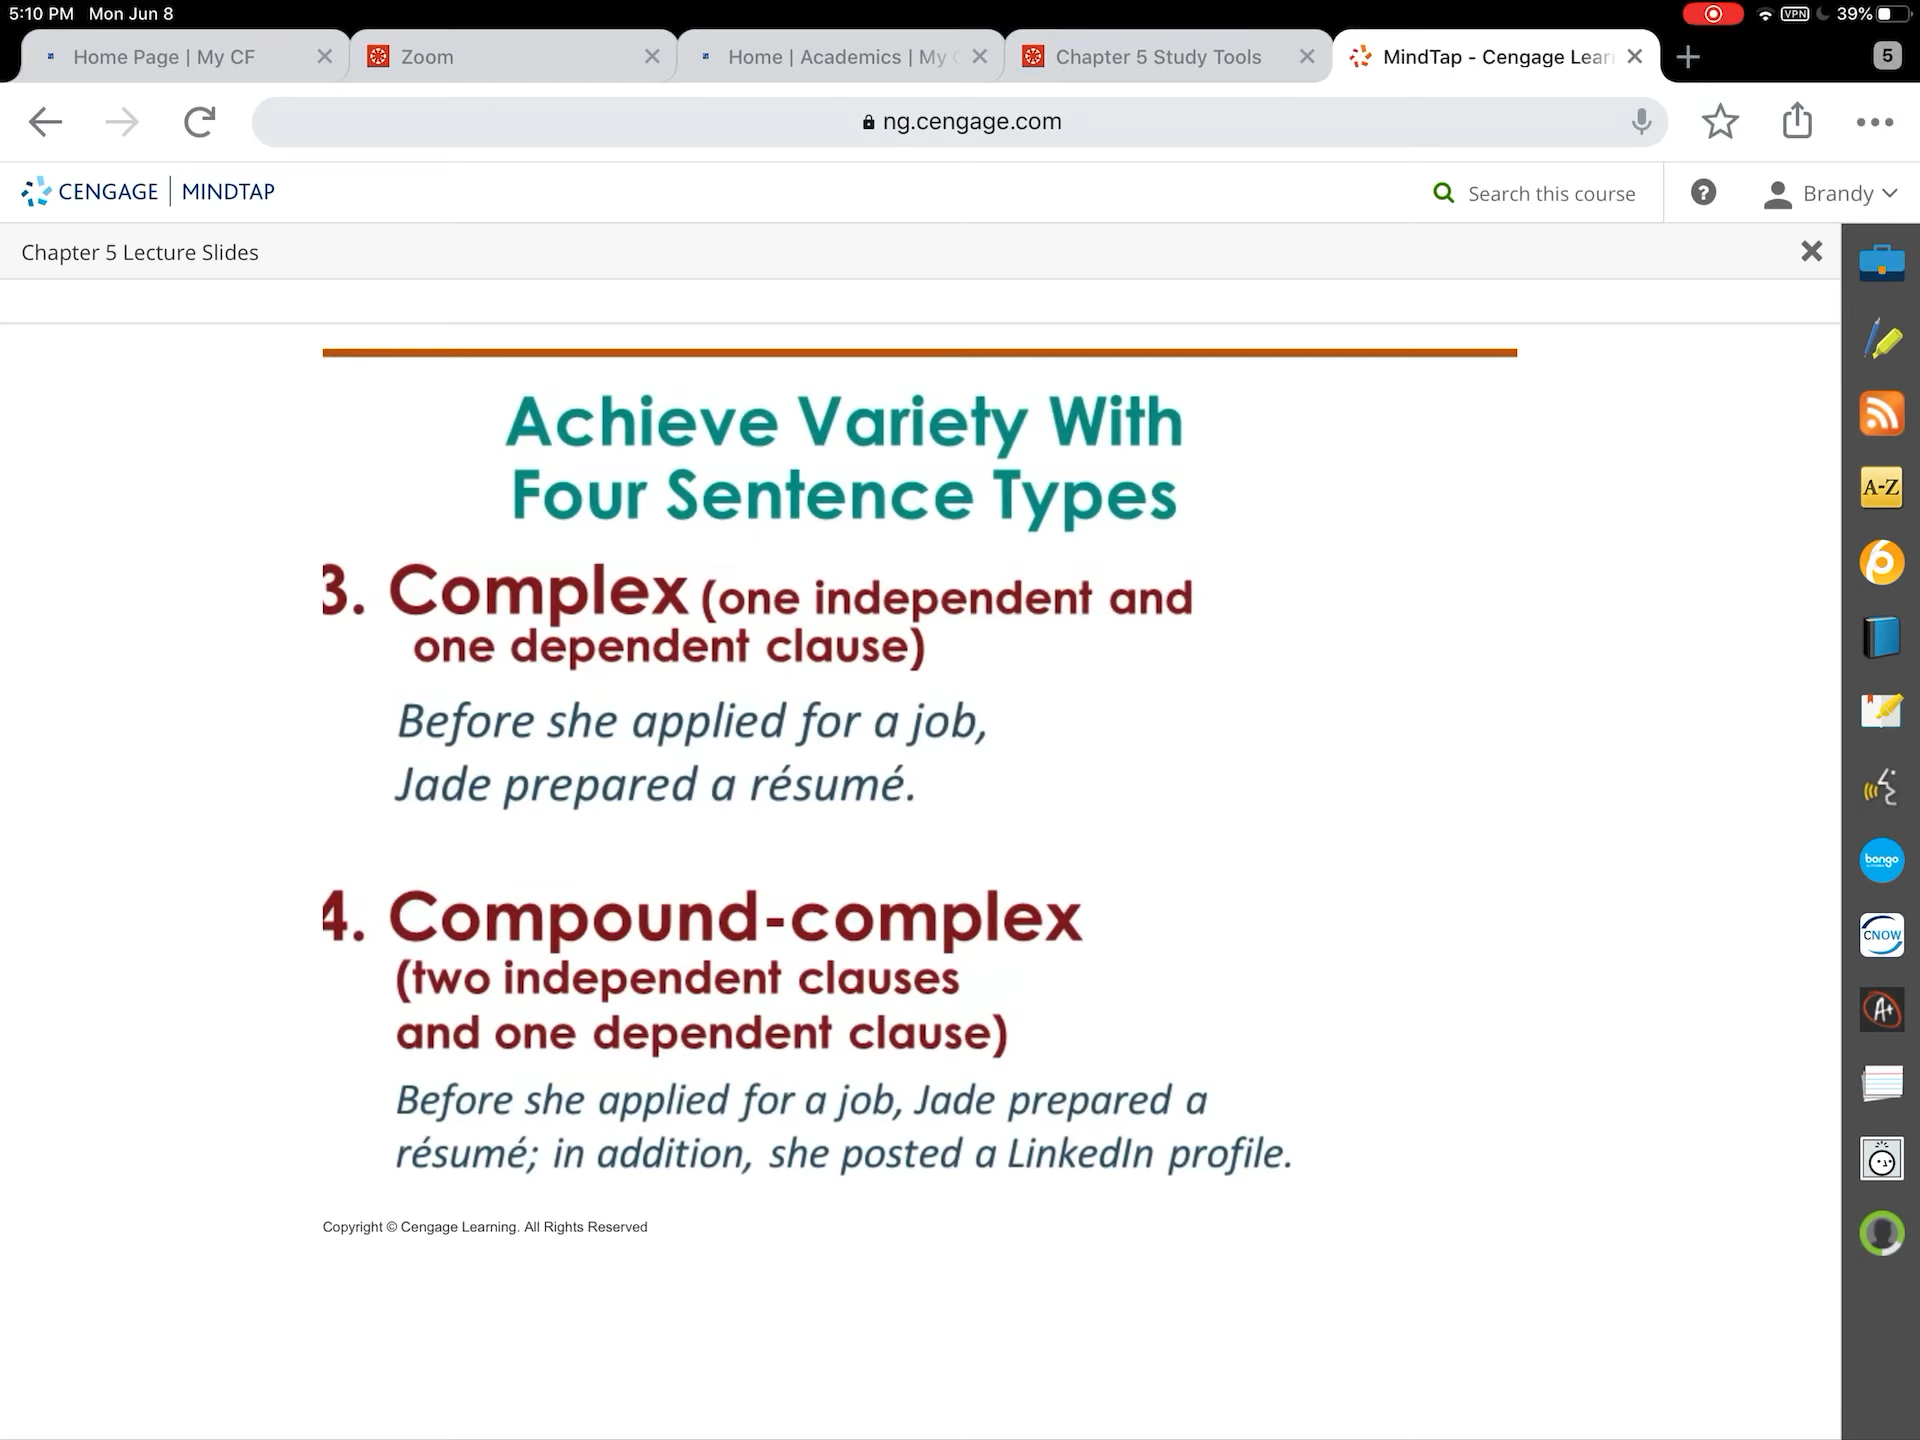 5:10 PM Mon Jun 8
VPN 39%
Home Page | My CF
Zoom
Home | Academics | My C
Chapter 5 Study Tools
MindTap - Cengage Lear
5
ng.cengage.com
CENGAGE | MINDTAP
Search this course
? Brandy
Chapter 5 Lecture Slides
Achieve Variety With
Four Sentence Types
3. Complex (one independent and
one dependent clause)
Before she applied for a job,
Jade prepared a résumé.
4. Compound-complex
(two independent clauses
and one dependent clause)
Before she applied for a job, Jade prepared a
résumé; in addition, she posted a LinkedIn profile.
Copyright © Cengage Learning. All Rights Reserved
A-Z
bongo
CNOW
A+